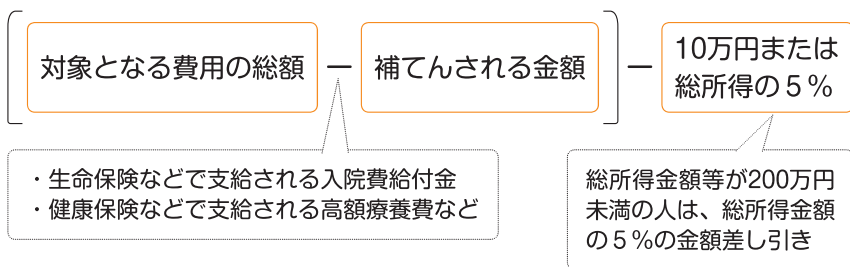 対象となる費用の総額 − 補てんされる金額 − 10万円または
総所得の5%
・生命保険などで支給される入院費給付金
・健康保険などで支給される高額療養費など
総所得金額等が200万円
未満の人は、総所得金額
の5%の金額差し引き